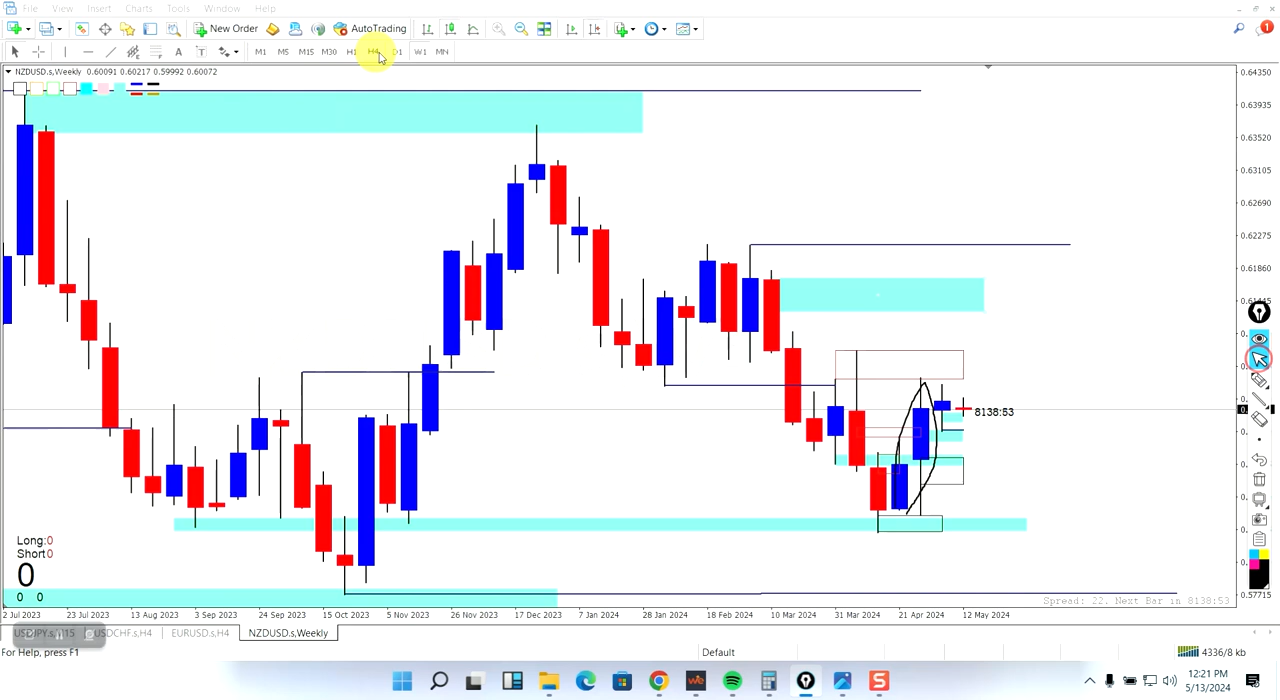 File View Insert Charts Tools Window Help
New Order AutoTrading
M1 M5 M15 M30 H1 H4 D1 W1 MN
NZDUSD.s,Weekly 0.60091 0.60217 0.59992 0.60072
0.64350
0.63935
0.63520
0.63105
0.62690
0.62275
0.61860
0.61445
8138:53
Long:0
Short0
0
0 0
0.57715
Spread: 22. Next Bar in 8138:53
2 Jul 2023 23 Jul 2023 13 Aug 2023 3 Sep 2023 24 Sep 2023 15 Oct 2023 5 Nov 2023 26 Nov 2023 17 Dec 2023 7 Jan 2024 28 Jan 2024 18 Feb 2024 10 Mar 2024 31 Mar 2024 21 Apr 2024 12 May 2024
USDCHF,H4 EURUSD.s,H4 NZDUSD.s,Weekly
For Help, press F1 Default 4336/8 kb
12:21 PM
5/13/2024